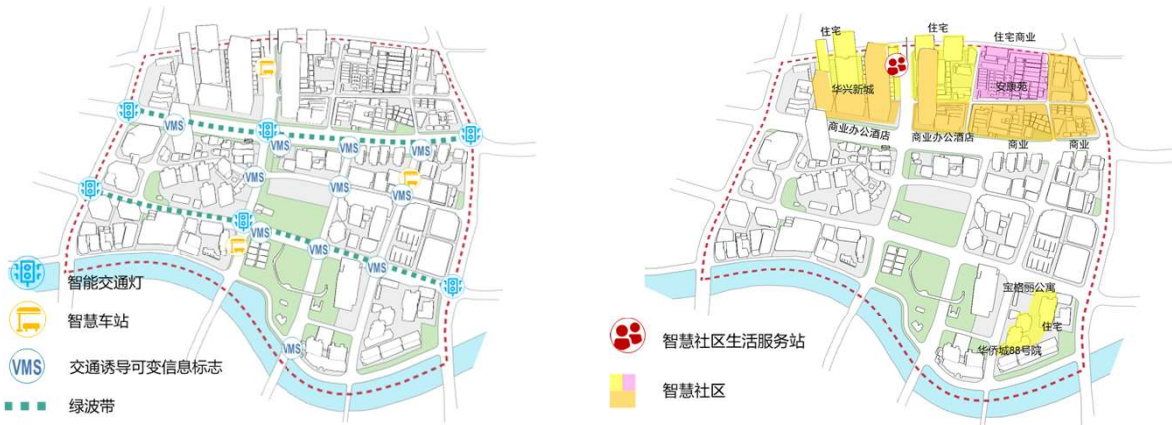 VMS
VMS
VMS
VMS
VMS
VMS
VMS
VMS
VMS
VMS
VMS
智能交通灯
智慧车站
VMS
交通诱导可变信息标志
绿波带
住宅
住宅
住宅商业
华兴新城
安康苑
商业办公酒店
商业办公酒店
商业
商业
宝格丽公寓
住宅
华侨城88号院
智慧社区生活服务站
智慧社区